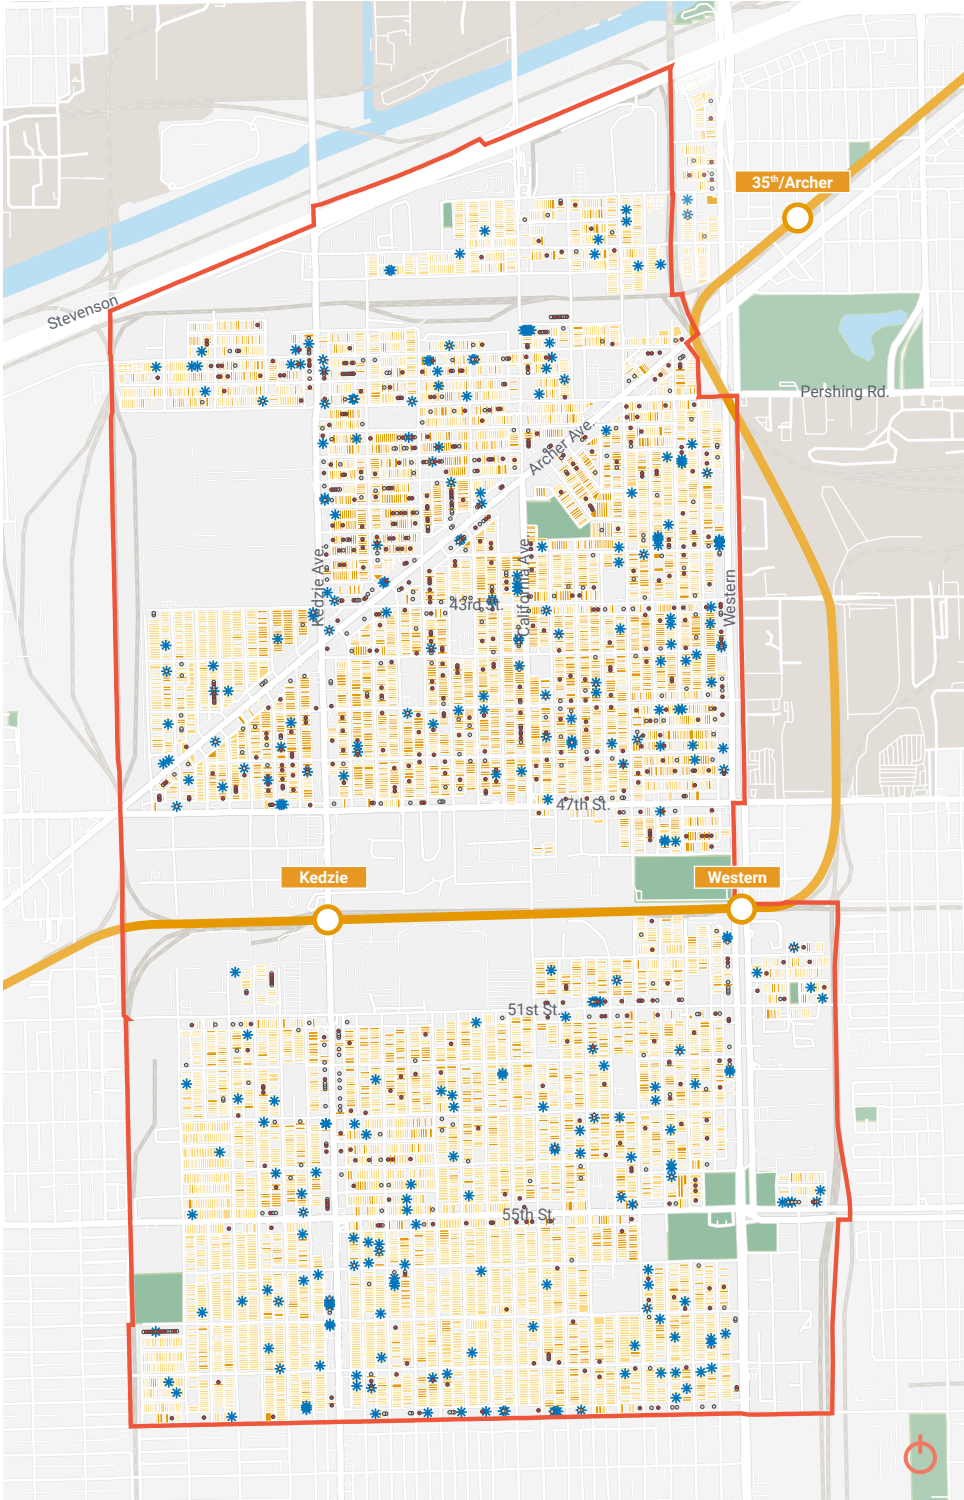 35th/Archer
Stevenson
Pershing Rd.
Archer Ave.
Kedzie Ave.
California Ave.
Western
43rd St.
47th St.
Kedzie
Western
51st St.
55th St.